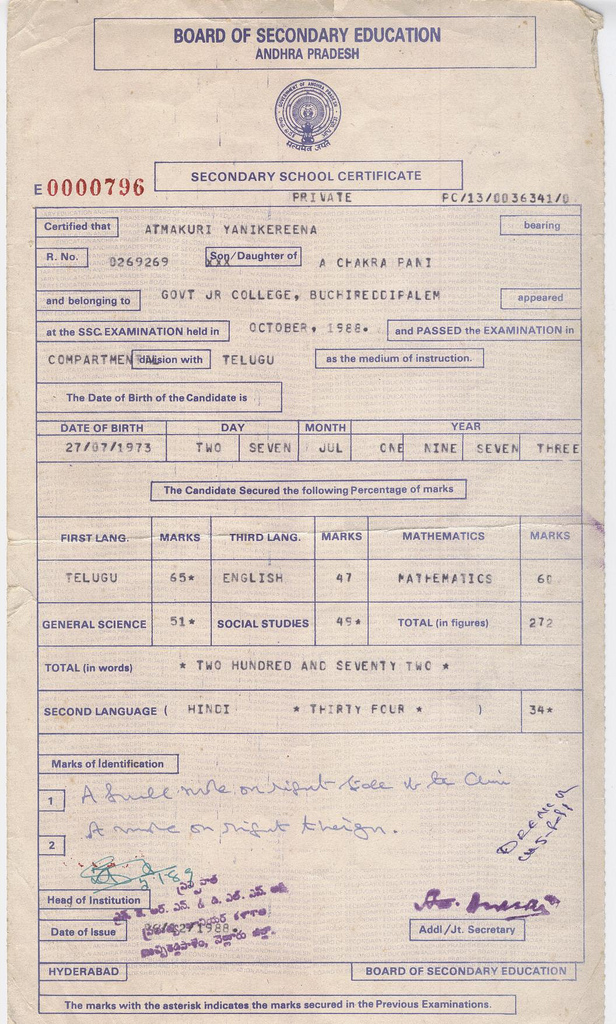 BOARD OF SECONDARY EDUCATION
ANDHRA PRADESH
GOVERNMENT OF ANDHRA PRADESH
सत्यमेव जयते
SECONDARY SCHOOL CERTIFICATE
E 0000796
PRIVATE PC/13/0036341/0
Certified that ATMAKURI YANIKEREENA bearing
R. No. 0269269 Son/Daughter of A CHAKRA PANI
and belonging to GOVT JR COLLEGE, BUCHIREDDIPALEM appeared
at the SSC. EXAMINATION held in OCTOBER, 1988. and PASSED the EXAMINATION in
COMPARTMENTAL division with TELUGU as the medium of instruction.
The Date of Birth of the Candidate is
DATE OF BIRTH DAY MONTH YEAR
27/07/1973 TWO SEVEN JUL ONE NINE SEVEN THREE
The Candidate Secured the following Percentage of marks
FIRST LANG. MARKS THIRD LANG. MARKS MATHEMATICS MARKS
TELUGU 65* ENGLISH 47 MATHEMATICS 60
GENERAL SCIENCE 51* SOCIAL STUDIES 49* TOTAL (in figures) 272
TOTAL (in words) * TWO HUNDRED AND SEVENTY TWO *
SECOND LANGUAGE ( HINDI * THIRTY FOUR * ) 34*
Marks of Identification
1 A small mole on right side to the Chin
2 A mole on right
Head of Institution
Date of Issue /12/1988.
Addl/Jt. Secretary
HYDERABAD BOARD OF SECONDARY EDUCATION
The marks with the asterisk indicates the marks secured in the Previous Examinations.